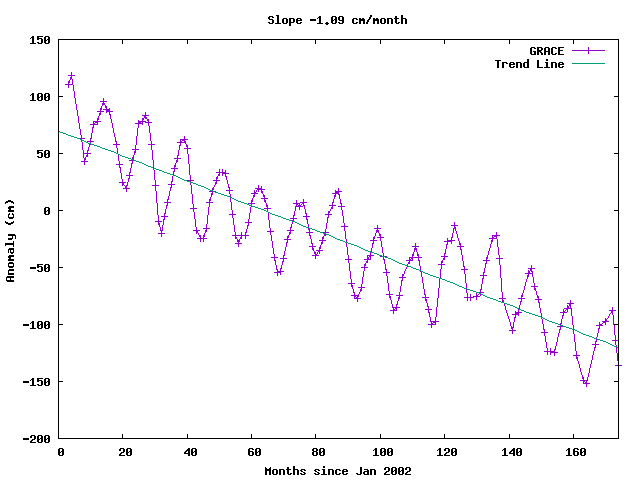 Slope -1.09 cm/month
GRACE
Trend Line
150
100
50
0
-50
-100
-150
-200
Anomaly (cm)
0 20 40 60 80 100 120 140 160
Months since Jan 2002